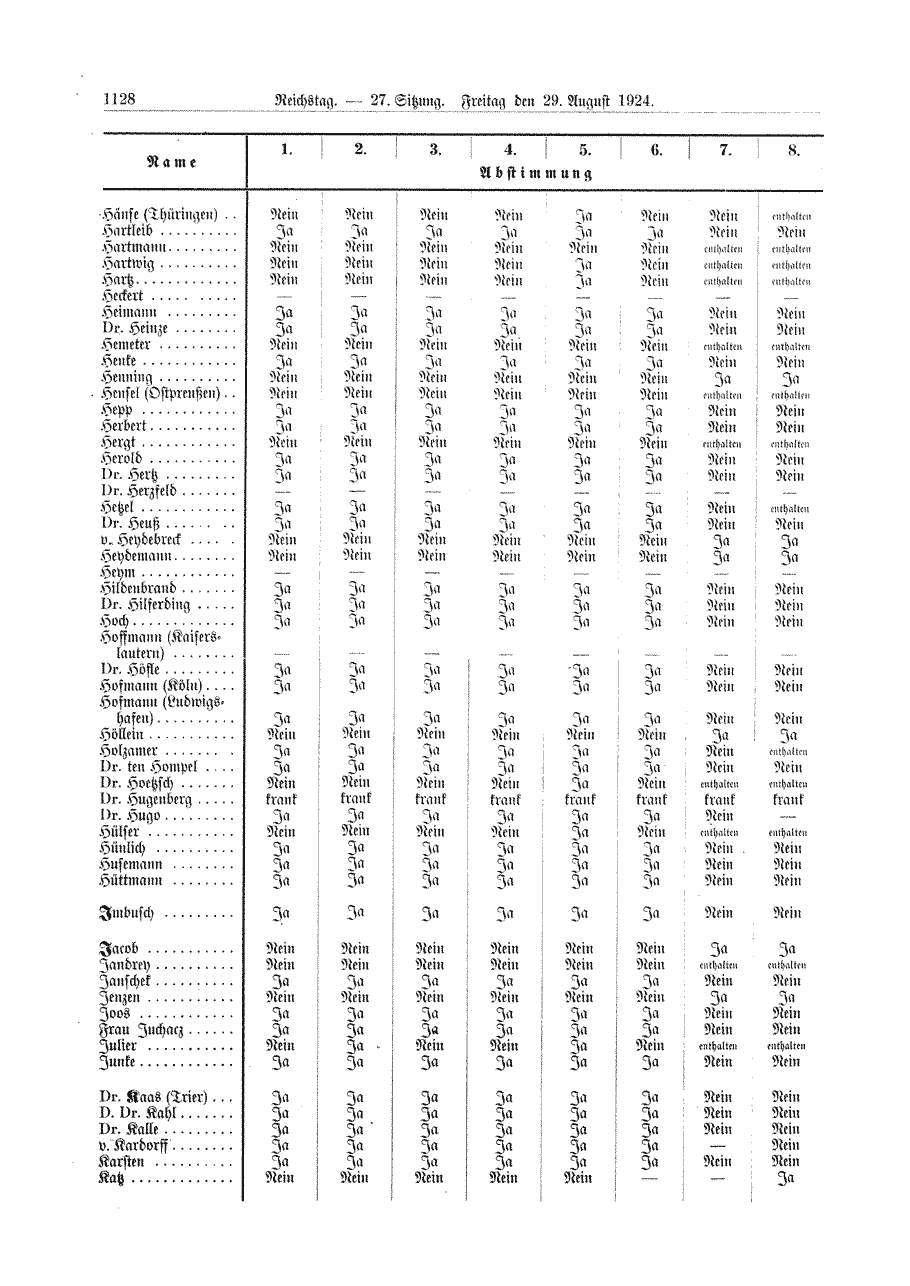 1128 Reichstag. — 27. Sitzung. Freitag den 29. August 1924.
Name 1. 2. 3. 4. 5. 6. 7. 8.
Abstimmung
Hänse (Thüringen) . . Nein Nein Nein Nein Ja Nein Nein enthalten
Hartleib . . . . . . . . . . Ja Ja Ja Ja Ja Ja Nein Nein
Hartmann . . . . . . . . . Nein Nein Nein Nein Nein Nein enthalten enthalten
Hartwig . . . . . . . . . . Nein Nein Nein Nein Ja Nein enthalten enthalten
Hartz . . . . . . . . . . . . . Nein Nein Nein Nein Ja Nein enthalten enthalten
Heckert . . . . . . . . . . — — — — — — — —
Heimann . . . . . . . . . Ja Ja Ja Ja Ja Ja Nein Nein
Dr. Heinze . . . . . . . . Ja Ja Ja Ja Ja Ja Nein Nein
Hemeter . . . . . . . . . . Nein Nein Nein Nein Nein Nein enthalten enthalten
Henke . . . . . . . . . . . . Ja Ja Ja Ja Ja Ja Nein Nein
Henning . . . . . . . . . . Nein Nein Nein Nein Nein Nein Ja Ja
Hensel (Ostpreußen) . . Nein Nein Nein Nein Nein Nein enthalten enthalten
Hepp . . . . . . . . . . . . Ja Ja Ja Ja Ja Ja Nein Nein
Herbert . . . . . . . . . . . Ja Ja Ja Ja Ja Ja Nein Nein
Hergt . . . . . . . . . . . . Nein Nein Nein Nein Nein Nein enthalten enthalten
Herold . . . . . . . . . . . Ja Ja Ja Ja Ja Ja Nein Nein
Dr. Hertz . . . . . . . . . Ja Ja Ja Ja Ja Ja Nein Nein
Dr. Herzfeld . . . . . . . — — — — — — — —
Hetzel . . . . . . . . . . . . Ja Ja Ja Ja Ja Ja Nein enthalten
Dr. Heuß . . . . . . . . Ja Ja Ja Ja Ja Ja Nein Nein
v. Heydebreck . . . . . Nein Nein Nein Nein Nein Nein Ja Ja
Heydemann . . . . . . . . Nein Nein Nein Nein Nein Nein Ja Ja
Heym . . . . . . . . . . . . — — — — — — — —
Hildenbrand . . . . . . . Ja Ja Ja Ja Ja Ja Nein Nein
Dr. Hilferding . . . . . Ja Ja Ja Ja Ja Ja Nein Nein
Hoch . . . . . . . . . . . . . Ja Ja Ja Ja Ja Ja Nein Nein
Hoffmann (Kaisers-
lautern) . . . . . . . . — — — — — — — —
Dr. Höfle . . . . . . . . . Ja Ja Ja Ja Ja Ja Nein Nein
Hofmann (Köln) . . . . Ja Ja Ja Ja Ja Ja Nein Nein
Hofmann (Ludwigs-
hafen) . . . . . . . . . . Ja Ja Ja Ja Ja Ja Nein Nein
Höllein . . . . . . . . . . . Nein Nein Nein Nein Nein Nein Ja Ja
Holzamer . . . . . . . . Ja Ja Ja Ja Ja Ja Nein enthalten
Dr. ten Hompel . . . . Ja Ja Ja Ja Ja Ja Nein Nein
Dr. Hoetzsch . . . . . . . Nein Nein Nein Nein Ja Nein enthalten enthalten
Dr. Hugenberg . . . . . krank krank krank krank krank krank krank krank
Dr. Hugo . . . . . . . . . Ja Ja Ja Ja Ja Ja Nein —
Hülser . . . . . . . . . . . Nein Nein Nein Nein Ja Nein enthalten enthalten
Hünlich . . . . . . . . . . Ja Ja Ja Ja Ja Ja Nein Nein
Husemann . . . . . . . . Ja Ja Ja Ja Ja Ja Nein Nein
Hüttmann . . . . . . . . Ja Ja Ja Ja Ja Ja Nein Nein
Imbusch . . . . . . . . . Ja Ja Ja Ja Ja Ja Nein Nein
Jacob . . . . . . . . . . . Nein Nein Nein Nein Nein Nein Ja Ja
Jandrey . . . . . . . . . . Nein Nein Nein Nein Nein Nein enthalten enthalten
Janschek . . . . . . . . . . Ja Ja Ja Ja Ja Ja Nein Nein
Jenzen . . . . . . . . . . . Nein Nein Nein Nein Nein Nein Ja Ja
Joos . . . . . . . . . . . . Ja Ja Ja Ja Ja Ja Nein Nein
Frau Juchacz . . . . . . Ja Ja Ja Ja Ja Ja Nein Nein
Julier . . . . . . . . . . . Nein Ja Nein Nein Ja Nein enthalten enthalten
Junke . . . . . . . . . . . . Ja Ja Ja Ja Ja Ja Nein Nein
Dr. Kaas (Trier) . . . Ja Ja Ja Ja Ja Ja Nein Nein
D. Dr. Kahl . . . . . . . Ja Ja Ja Ja Ja Ja Nein Nein
Dr. Kalle . . . . . . . . . Ja Ja Ja Ja Ja Ja Nein Nein
v. Kardorff . . . . . . . . Ja Ja Ja Ja Ja Ja — Nein
Karsten . . . . . . . . . . Ja Ja Ja Ja Ja Ja Nein Nein
Katz . . . . . . . . . . . . . Nein Nein Nein Nein Nein — — Ja